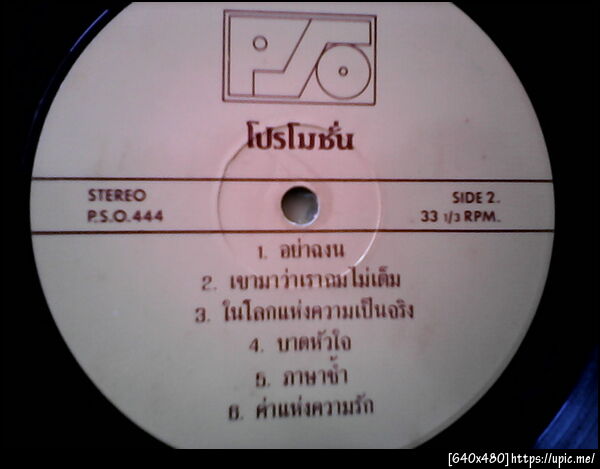 PSO
โปรโมชั่น
STEREO
P.S.O. 444
SIDE 2.
33 1/3 RPM.
1. อย่าฉงน
2. เขามาว่าเราถมไม่เต็ม
3. ในโลกแห่งความเป็นจริง
4. บาดหัวใจ
5. ภาษาช้ำ
6. ค่าแห่งความรัก
[640x480]https://upic.me/